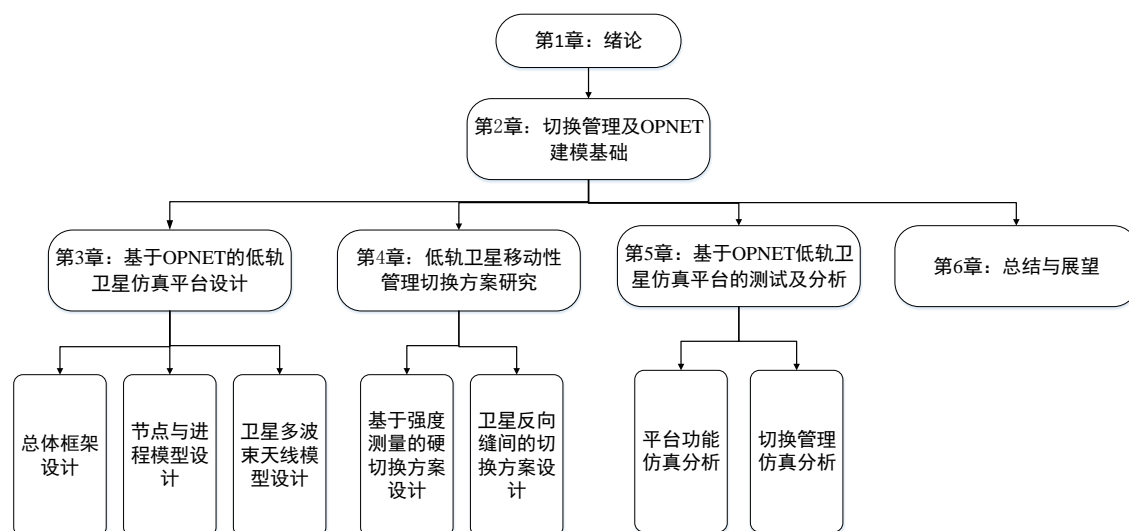 第1章：绪论
第2章：切换管理及OPNET
建模基础
第3章：基于OPNET的低轨
卫星仿真平台设计
第4章：低轨卫星移动性
管理切换方案研究
第5章：基于OPNET低轨卫
星仿真平台的测试及分析
第6章：总结与展望
总体框架
设计
节点与进
程模型设
计
卫星多波
束天线模
型设计
基于强度
测量的硬
切换方案
设计
卫星反向
缝间的切
换方案设
计
平台功能
仿真分析
切换管理
仿真分析